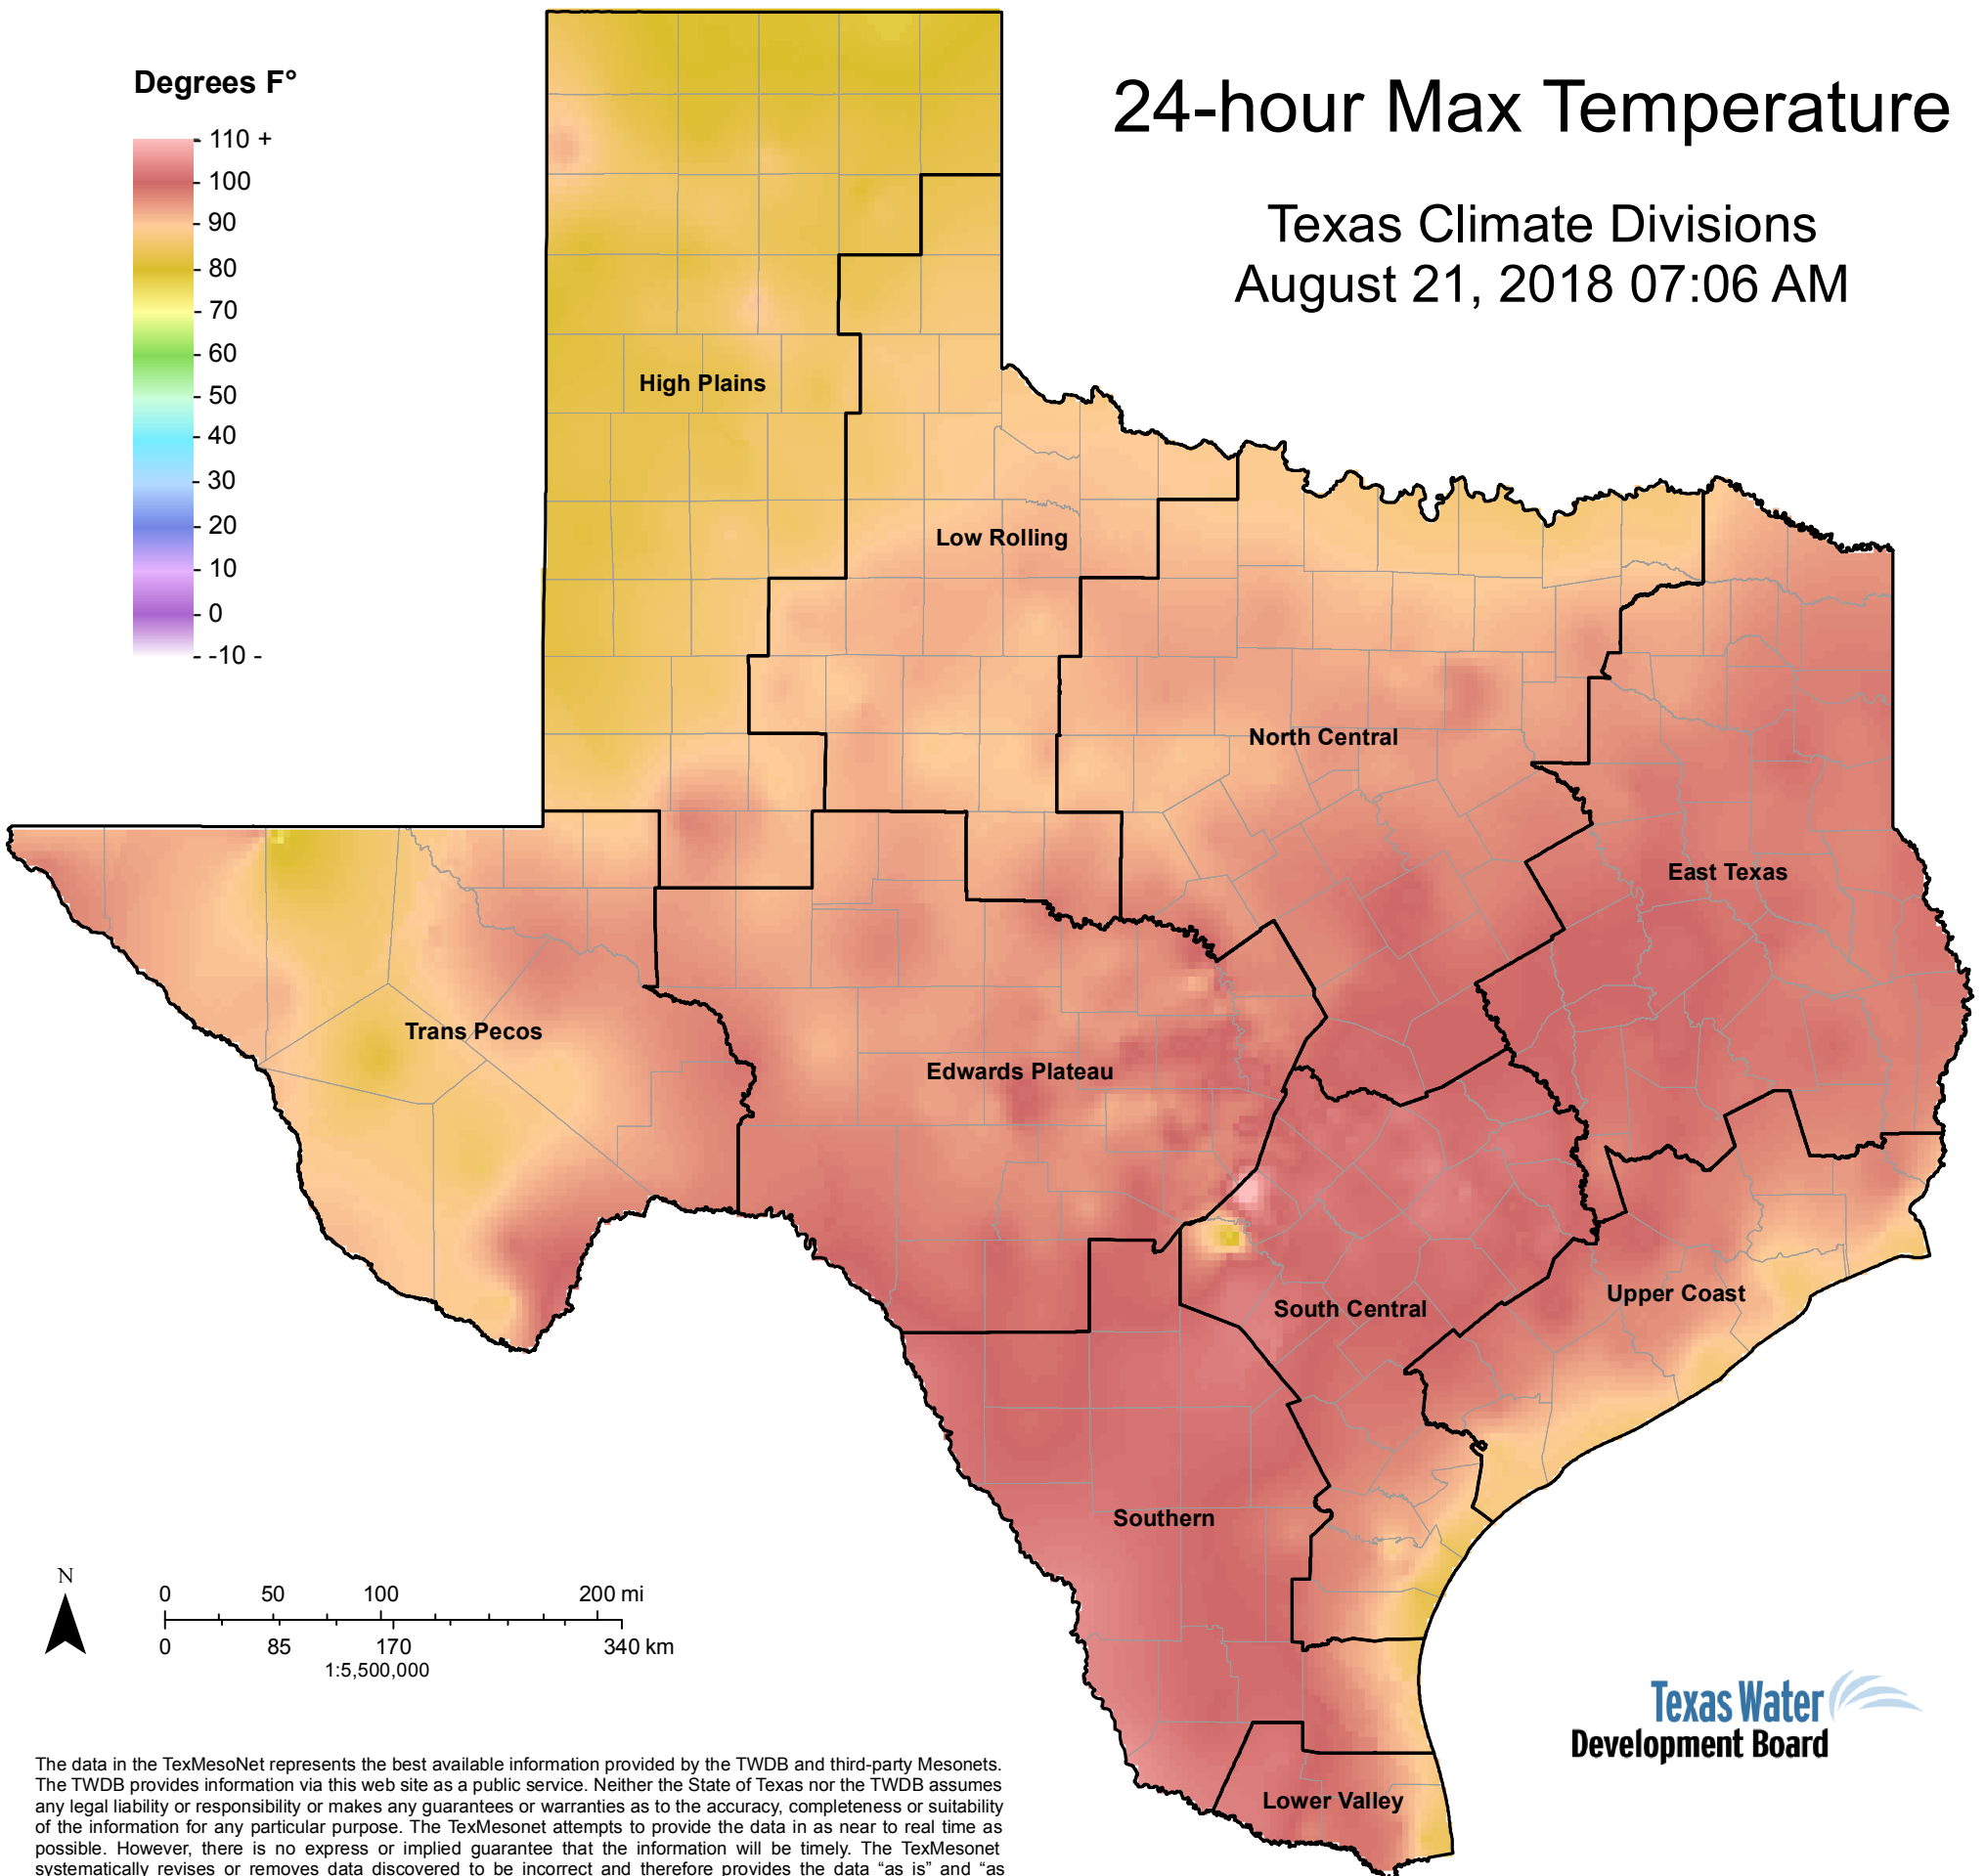 24-hour Max Temperature
Texas Climate Divisions
August 21, 2018 07:06 AM
Degrees F°
110 +
100
90
80
70
60
50
40
30
20
10
0
-10 -
High Plains
Low Rolling
North Central
East Texas
Trans Pecos
Edwards Plateau
South Central
Upper Coast
Southern
Lower Valley
N
0 50 100 200 mi
0 85 170 340 km
1:5,500,000
Texas Water
Development Board
The data in the TexMesoNet represents the best available information provided by the TWDB and third-party Mesonets.
The TWDB provides information via this web site as a public service. Neither the State of Texas nor the TWDB assumes
any legal liability or responsibility or makes any guarantees or warranties as to the accuracy, completeness or suitability
of the information for any particular purpose. The TexMesonet attempts to provide the data in as near to real time as
possible. However, there is no express or implied guarantee that the information will be timely. The TexMesonet
systematically revises or removes data discovered to be incorrect and therefore provides the data “as is” and “as